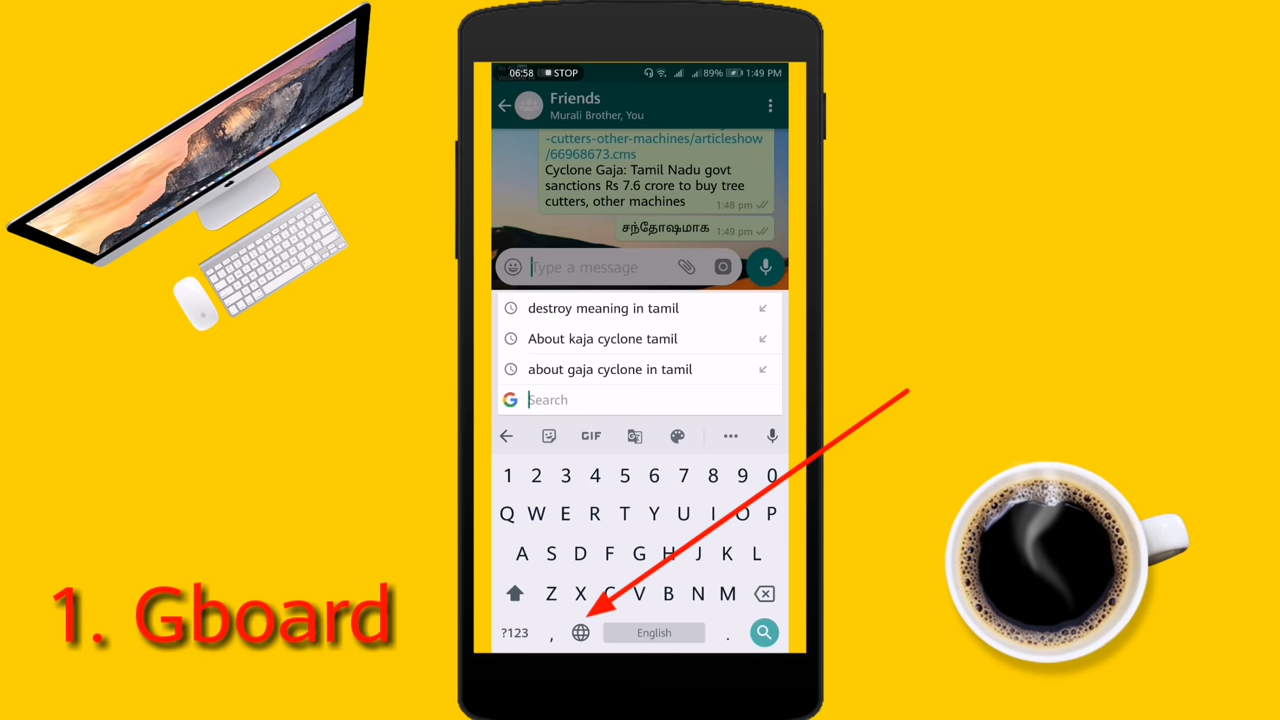 06:58 STOP 89% 1:49 PM
Friends
Murali Brother, You
-cutters-other-machines/articleshow
/66968673.cms
Cyclone Gaja: Tamil Nadu govt
sanctions Rs 7.6 crore to buy tree
cutters, other machines 1:48 pm
சந்தோஷமாக 1:49 pm
Type a message
destroy meaning in tamil
About kaja cyclone tamil
about gaja cyclone in tamil
Search
GIF
1 2 3 4 5 6 7 8 9 0
Q W E R T Y U I O P
A S D F G H J K L
Z X C V B N M
?123 , English .
1. Gboard